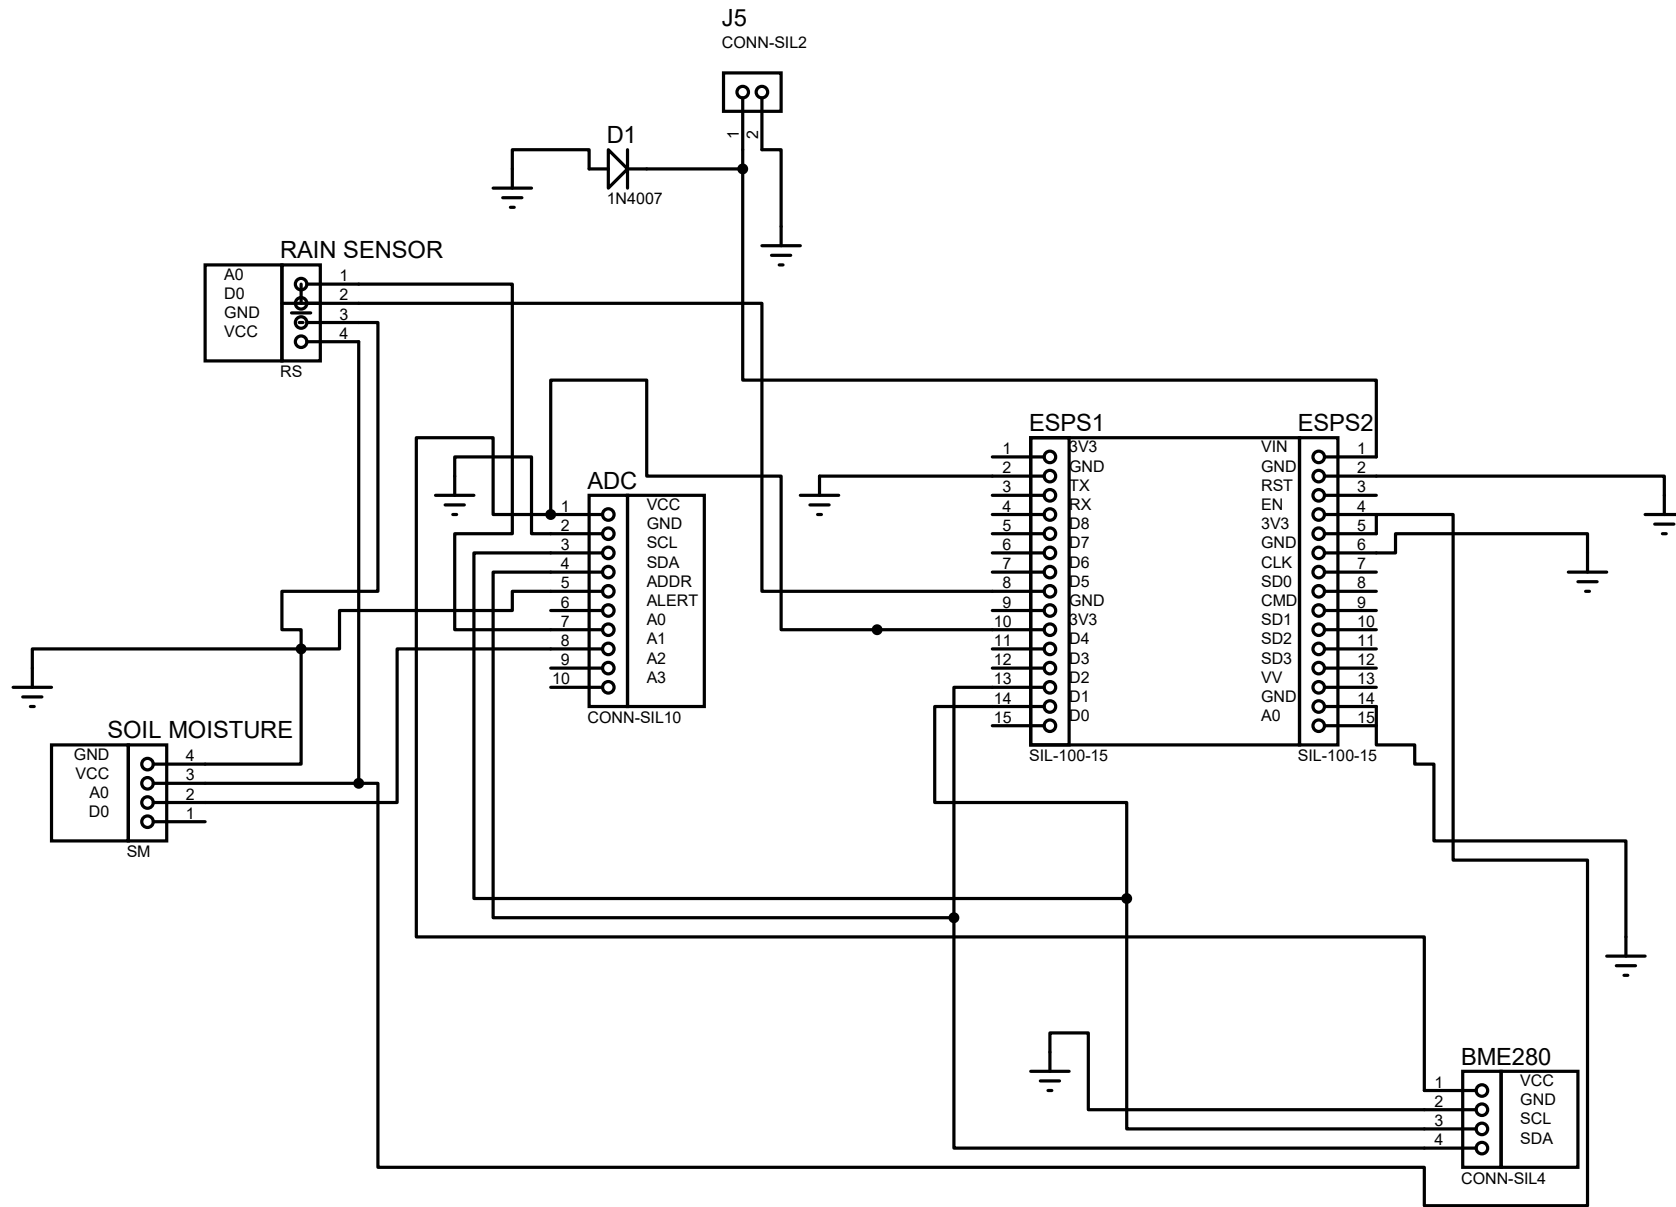 J5
CONN-SIL2
1
2
D1
1N4007
RAIN SENSOR
A0 1
D0 2
GND 3
VCC 4
RS
ADC
1 VCC
2 GND
3 SCL
4 SDA
5 ADDR
6 ALERT
7 A0
8 A1
9 A2
10 A3
CONN-SIL10
ESPS1
1 3V3
2 GND
3 TX
4 RX
5 D8
6 D7
7 D6
8 D5
9 GND
10 3V3
11 D4
12 D3
13 D2
14 D1
15 D0
SIL-100-15
ESPS2
VIN 1
GND 2
RST 3
EN 4
3V3 5
GND 6
CLK 7
SD0 8
CMD 9
SD1 10
SD2 11
SD3 12
VV 13
GND 14
A0 15
SIL-100-15
SOIL MOISTURE
GND 4
VCC 3
A0 2
D0 1
SM
BME280
1 VCC
2 GND
3 SCL
4 SDA
CONN-SIL4